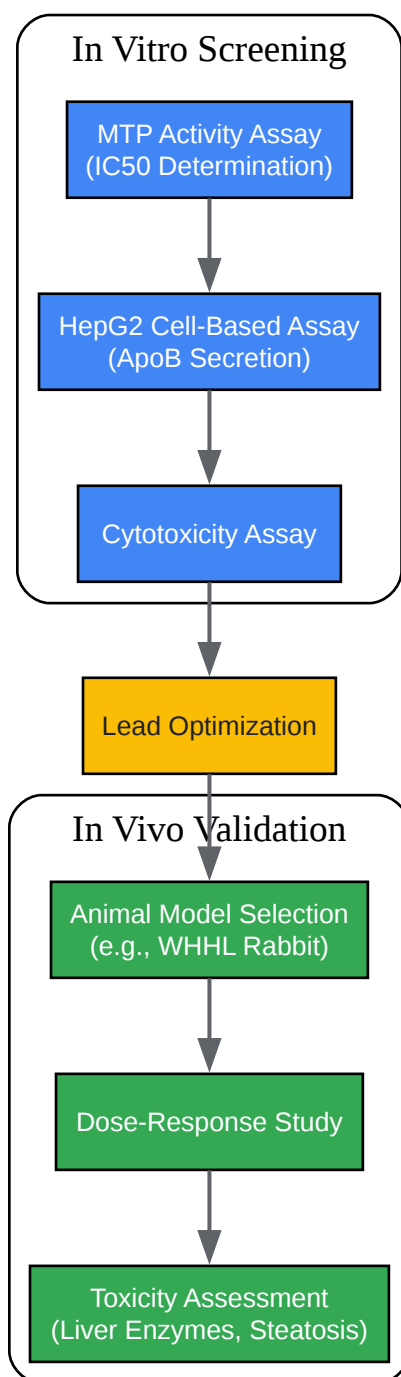 In Vitro Screening
MTP Activity Assay
(IC50 Determination)
HepG2 Cell-Based Assay
(ApoB Secretion)
Cytotoxicity Assay
Lead Optimization
In Vivo Validation
Animal Model Selection
(e.g., WHHL Rabbit)
Dose-Response Study
Toxicity Assessment
(Liver Enzymes, Steatosis)